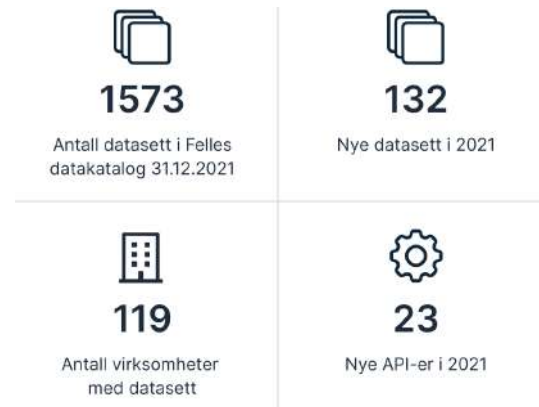 1573
Antall datasett i Felles
datakatalog 31.12.2021
132
Nye datasett i 2021
119
Antall virksomheter
med datasett
23
Nye API-er i 2021